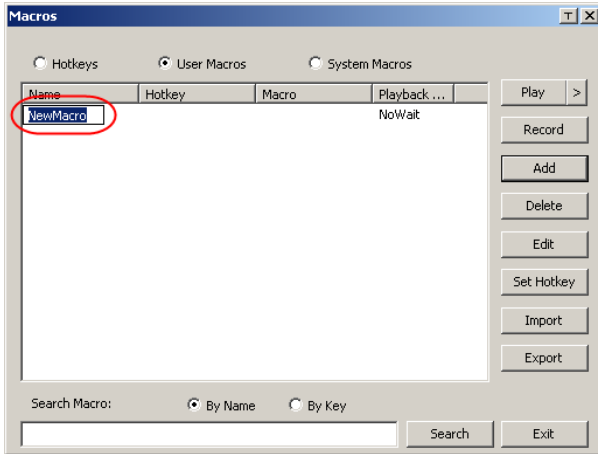 Macros
Hotkeys User Macros System Macros
Name Hotkey Macro Playback ... Play >
NewMacro NoWait
Record
Add
Delete
Edit
Set Hotkey
Import
Export
Search Macro: By Name By Key
Search Exit